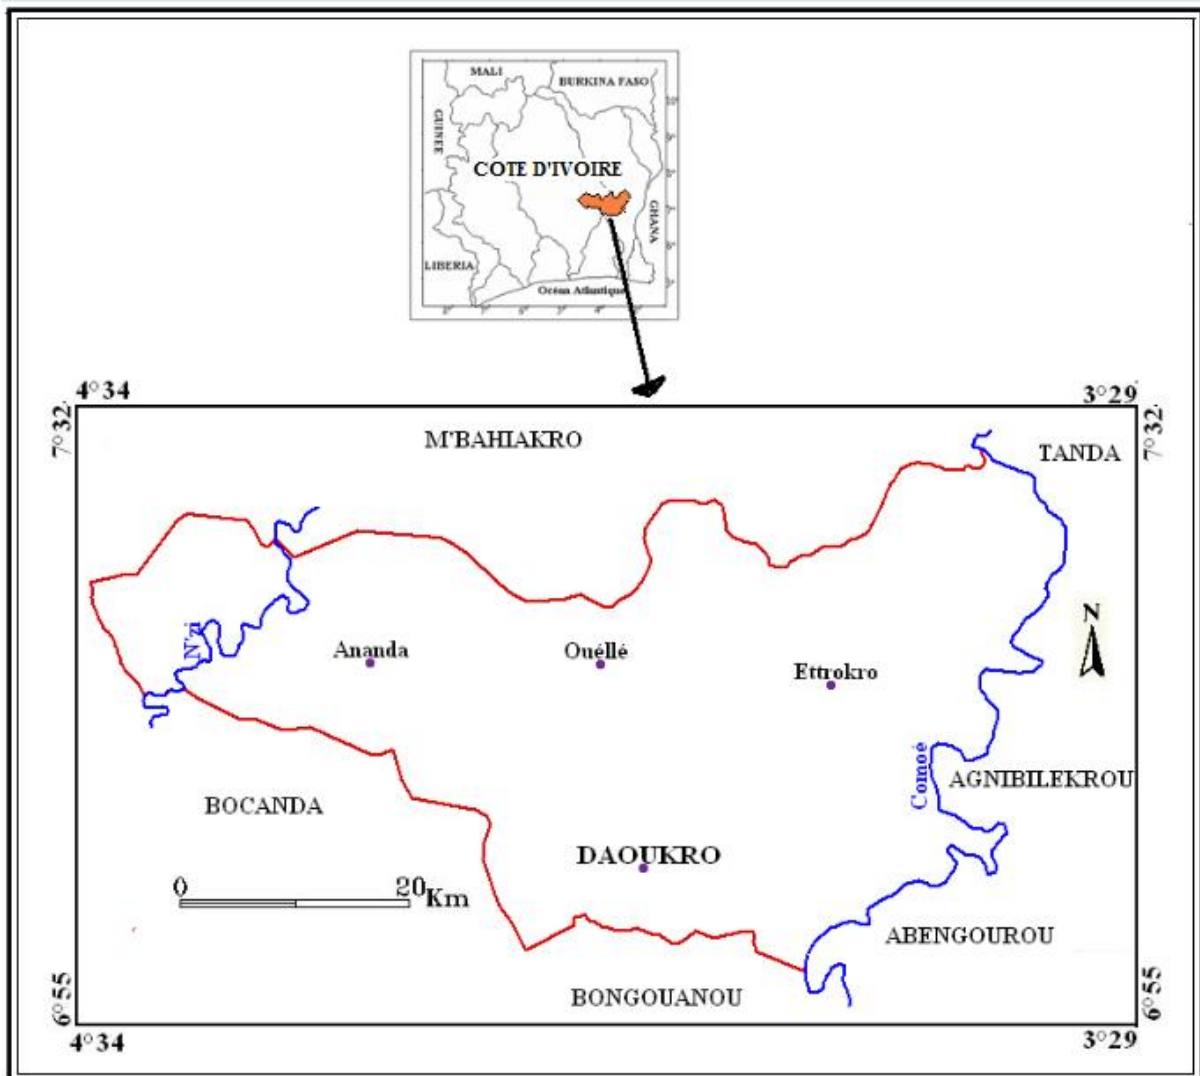 MALI
BURKINA FASO
GUINEE
COTE D'IVOIRE
GHANA
LIBERIA
Océan Atlantique
4°34
3°29
7°32
7°32
M'BAHIAKRO
TANDA
N
N'zi
Ananda
Ouéllé
Ettrokro
Comoé
AGNIBILEKROU
BOCANDA
DAOUKRO
0
20 Km
ABENGOUROU
BONGOUANOU
6°55
6°55
4°34
3°29